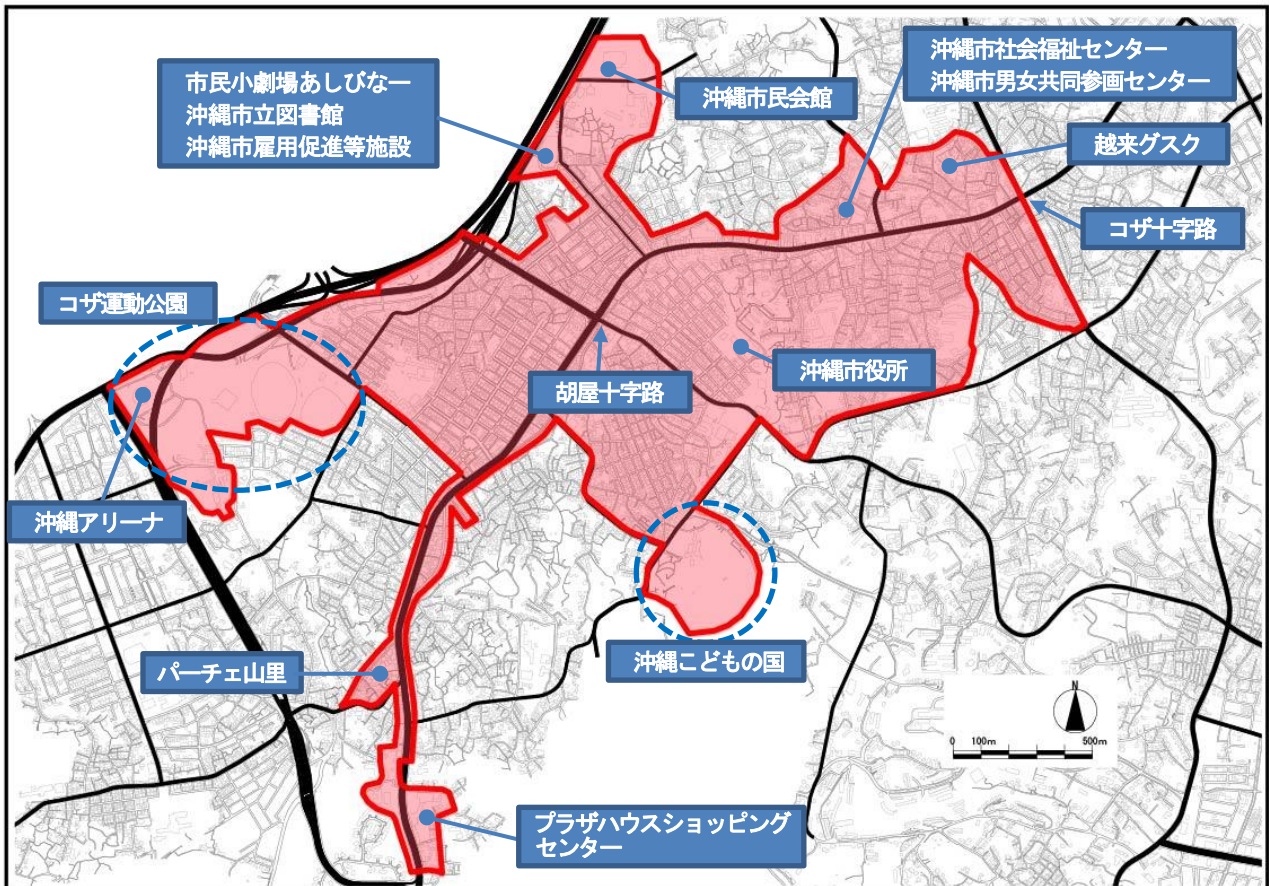 市民小劇場あしびなー
沖縄市立図書館
沖縄市雇用促進等施設
沖縄市民会館
沖縄市社会福祉センター
沖縄市男女共同参画センター
越来グスク
コザ十字路
コザ運動公園
胡屋十字路
沖縄市役所
沖縄アリーナ
パーチェ山里
沖縄こどもの国
N
0 100m 500m
プラザハウスショッピング
センター